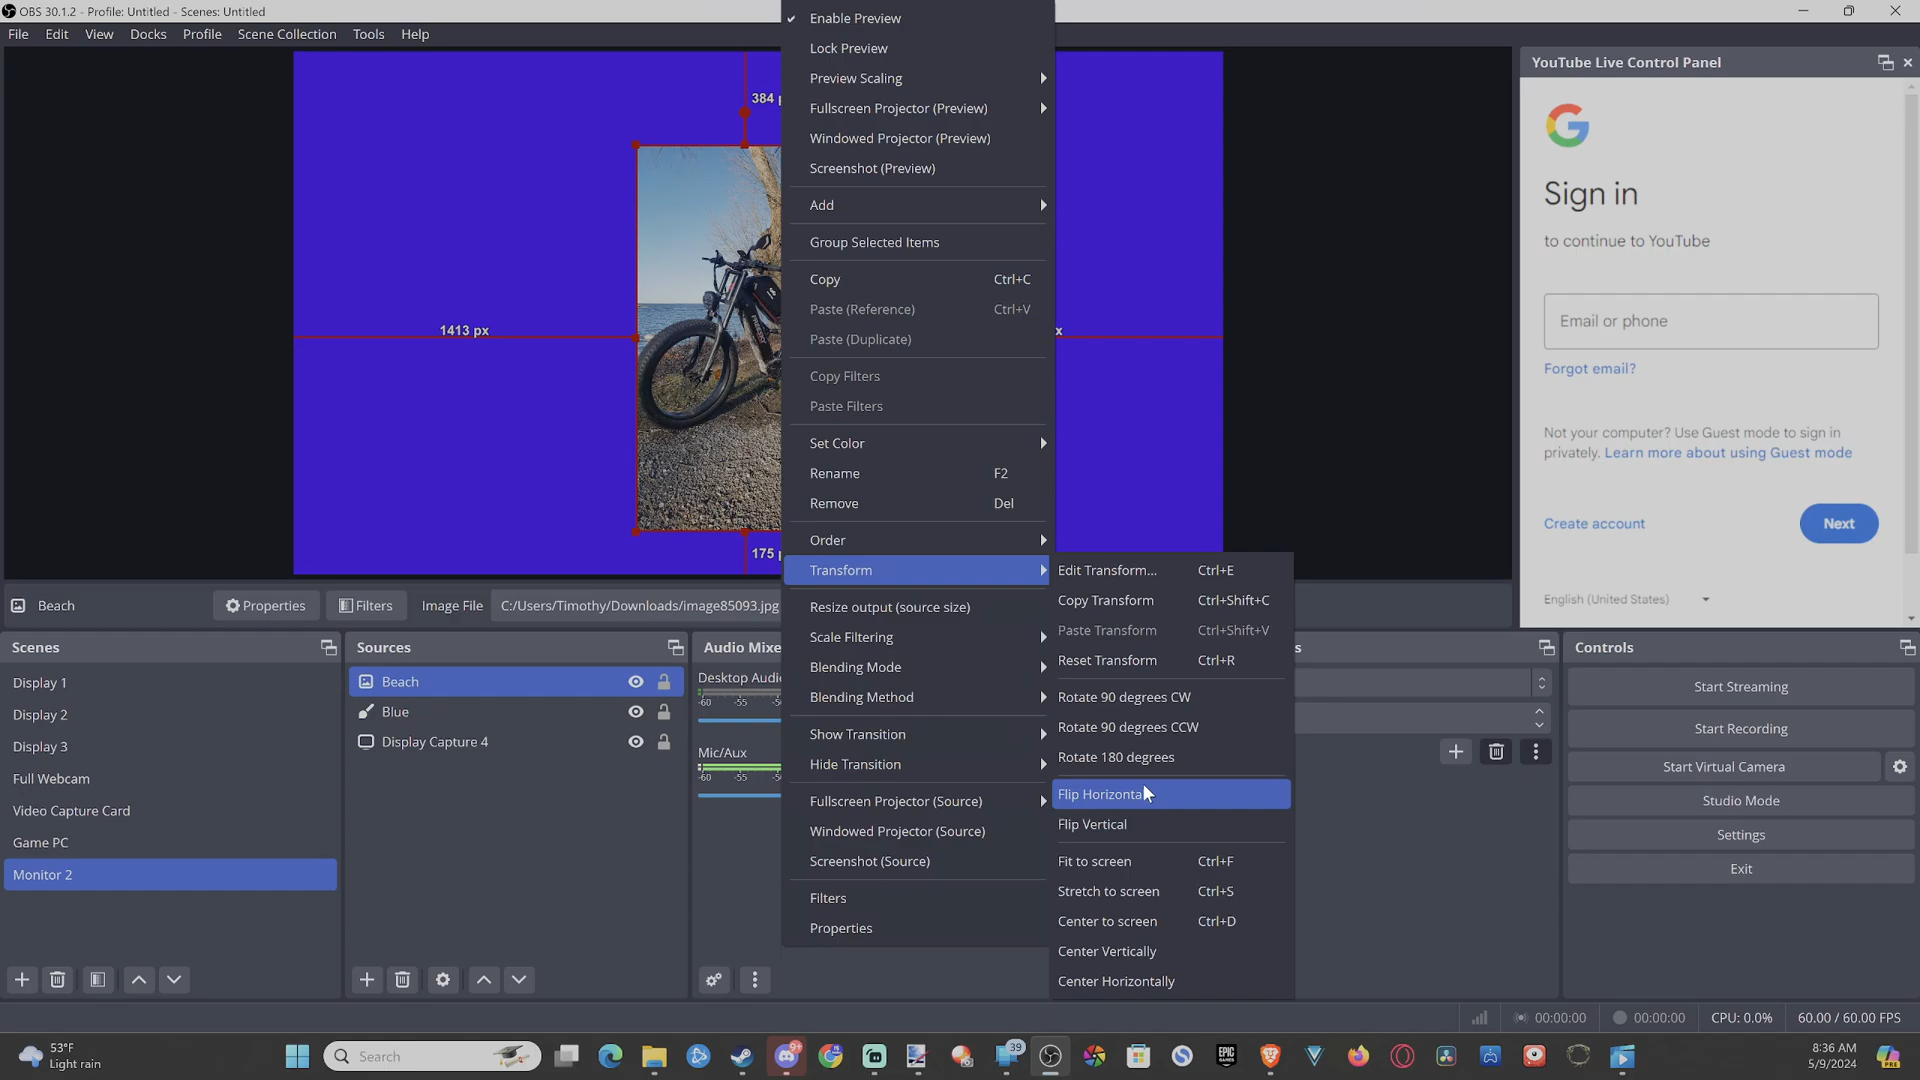 OBS 30.1.2 - Profile: Untitled - Scenes: Untitled
File Edit View Docks Profile Scene Collection Tools Help
384
1413 px
x
175
Enable Preview
Lock Preview
Preview Scaling
Fullscreen Projector (Preview)
Windowed Projector (Preview)
Screenshot (Preview)
Add
Group Selected Items
Copy Ctrl+C
Paste (Reference) Ctrl+V
Paste (Duplicate)
Copy Filters
Paste Filters
Set Color
Rename F2
Remove Del
Order
Transform
Resize output (source size)
Scale Filtering
Blending Mode
Blending Method
Show Transition
Hide Transition
Fullscreen Projector (Source)
Windowed Projector (Source)
Screenshot (Source)
Filters
Properties
Edit Transform... Ctrl+E
Copy Transform Ctrl+Shift+C
Paste Transform Ctrl+Shift+V
Reset Transform Ctrl+R
Rotate 90 degrees CW
Rotate 90 degrees CCW
Rotate 180 degrees
Flip Horizontal
Flip Vertical
Fit to screen Ctrl+F
Stretch to screen Ctrl+S
Center to screen Ctrl+D
Center Vertically
Center Horizontally
YouTube Live Control Panel
Sign in
to continue to YouTube
Email or phone
Forgot email?
Not your computer? Use Guest mode to sign in
privately. Learn more about using Guest mode
Create account Next
English (United States)
Beach Properties Filters Image File C:/Users/Timothy/Downloads/image85093.jpg
Scenes
Display 1
Display 2
Display 3
Full Webcam
Video Capture Card
Game PC
Monitor 2
Sources
Beach
Blue
Display Capture 4
Audio Mixe
Desktop Audi
-60 -55
Mic/Aux
-60 -55
s
Controls
Start Streaming
Start Recording
Start Virtual Camera
Studio Mode
Settings
Exit
00:00:00 00:00:00 CPU: 0.0% 60.00 / 60.00 FPS
53°F
Light rain
Search
9+
39
EPIC
PRE
8:36 AM
5/9/2024